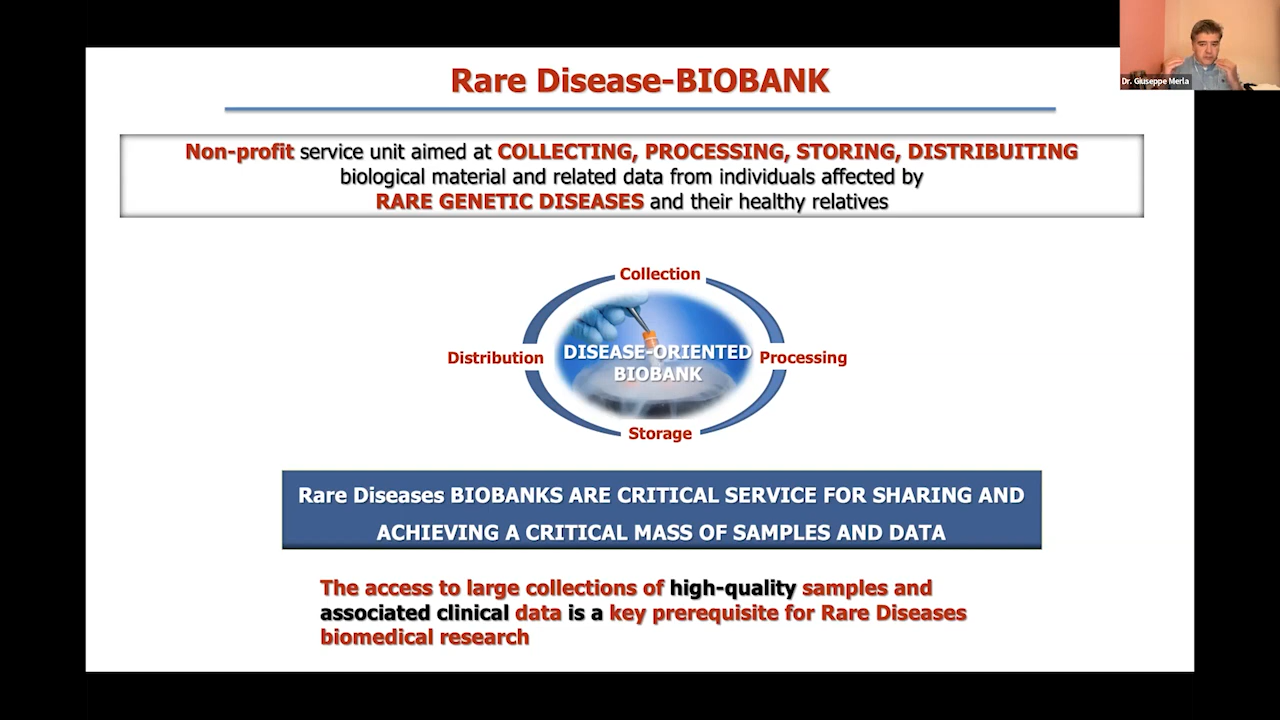 Rare Disease-BIOBANK
Dr. Giuseppe Merla
Non-profit service unit aimed at COLLECTING, PROCESSING, STORING, DISTRIBUITING
biological material and related data from individuals affected by
RARE GENETIC DISEASES and their healthy relatives
Collection
Distribution
DISEASE-ORIENTED
BIOBANK
Processing
Storage
Rare Diseases BIOBANKS ARE CRITICAL SERVICE FOR SHARING AND
ACHIEVING A CRITICAL MASS OF SAMPLES AND DATA
The access to large collections of high-quality samples and
associated clinical data is a key prerequisite for Rare Diseases
biomedical research